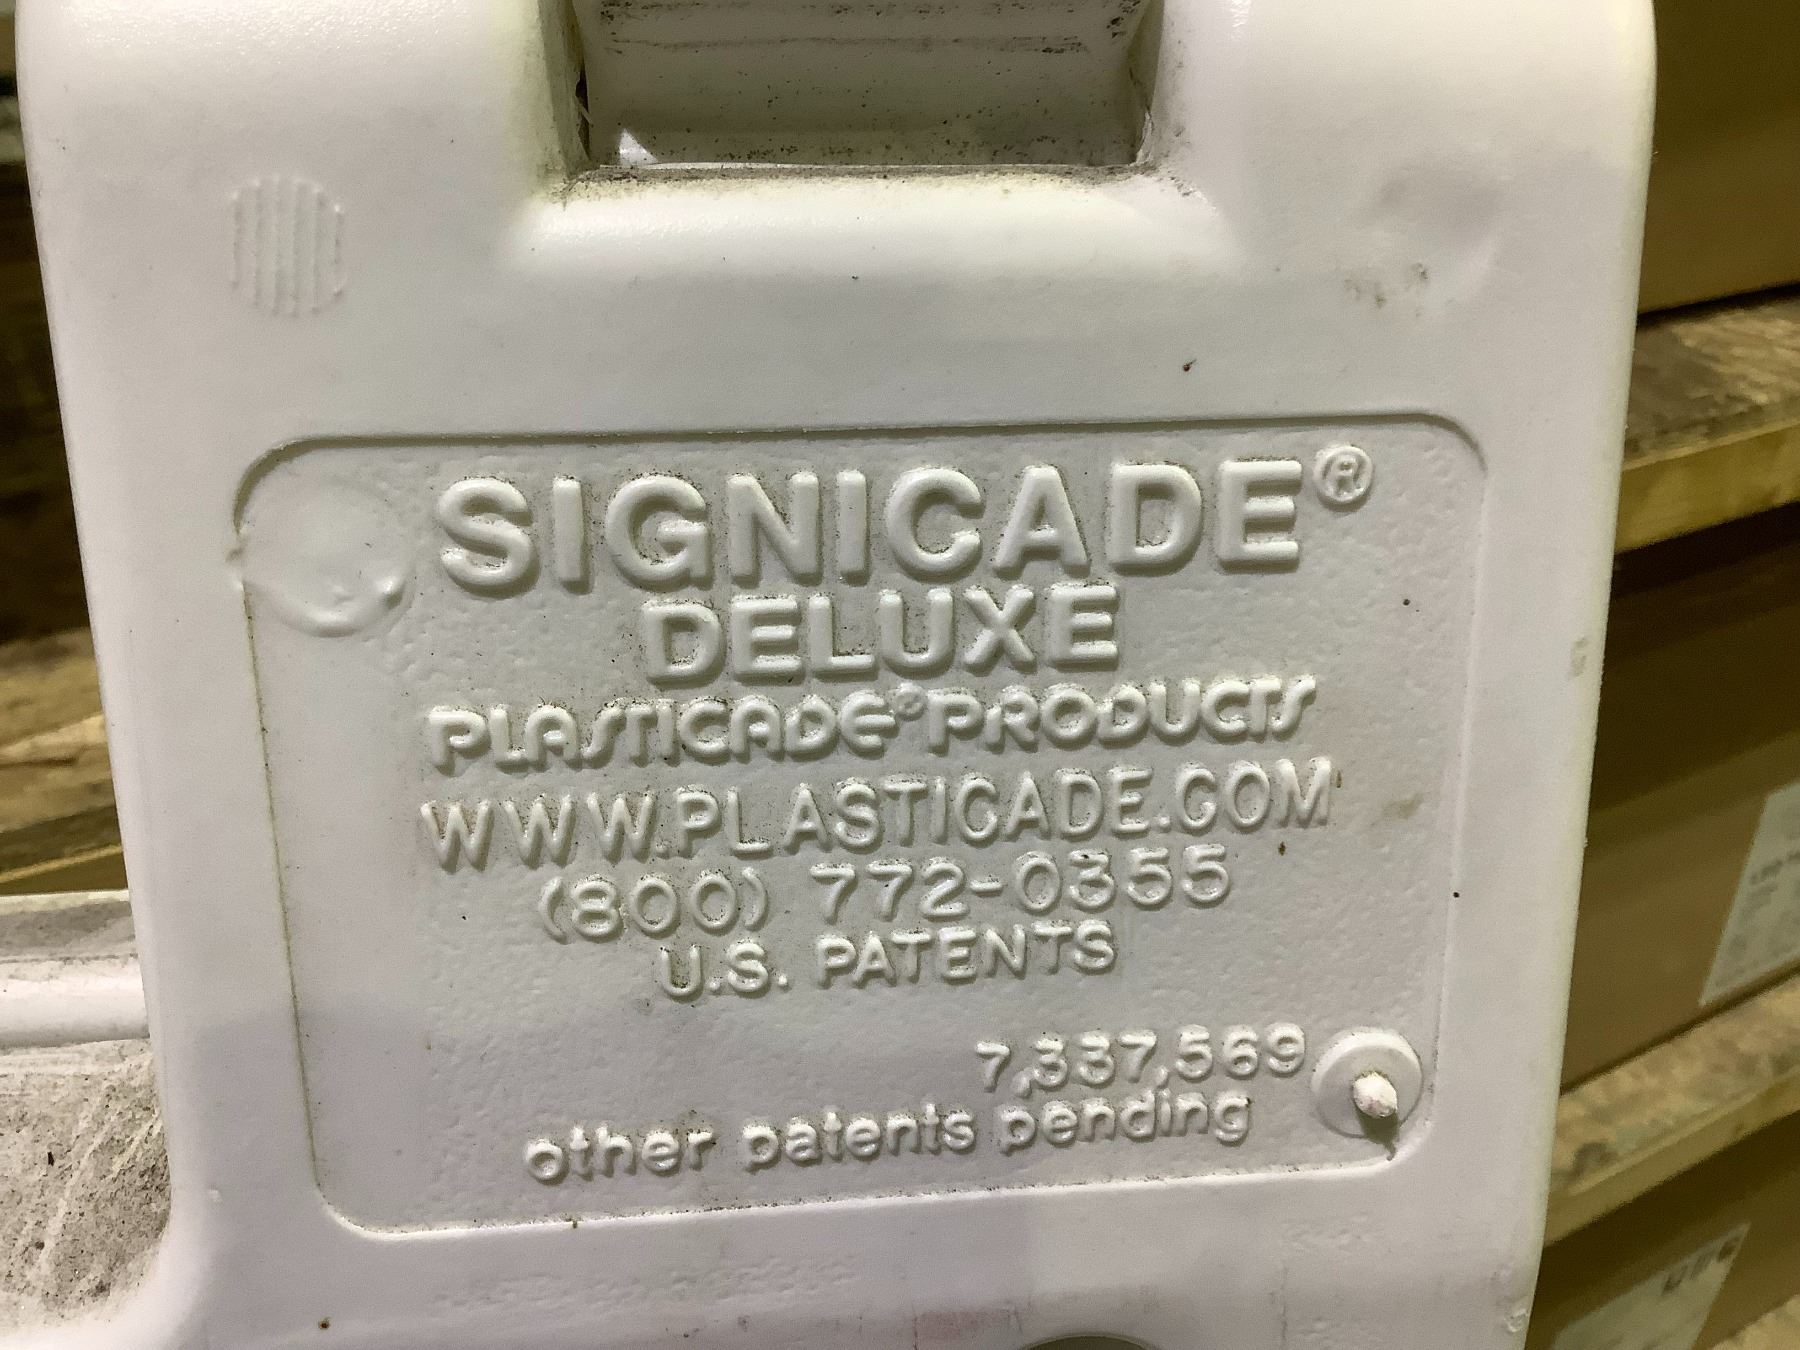 SIGNICADE®
DELUXE
PLASTICADE® PRODUCTS
WWW.PLASTICADE.COM
(800) 772-0355
U.S. PATENTS
7,337,569
other patents pending